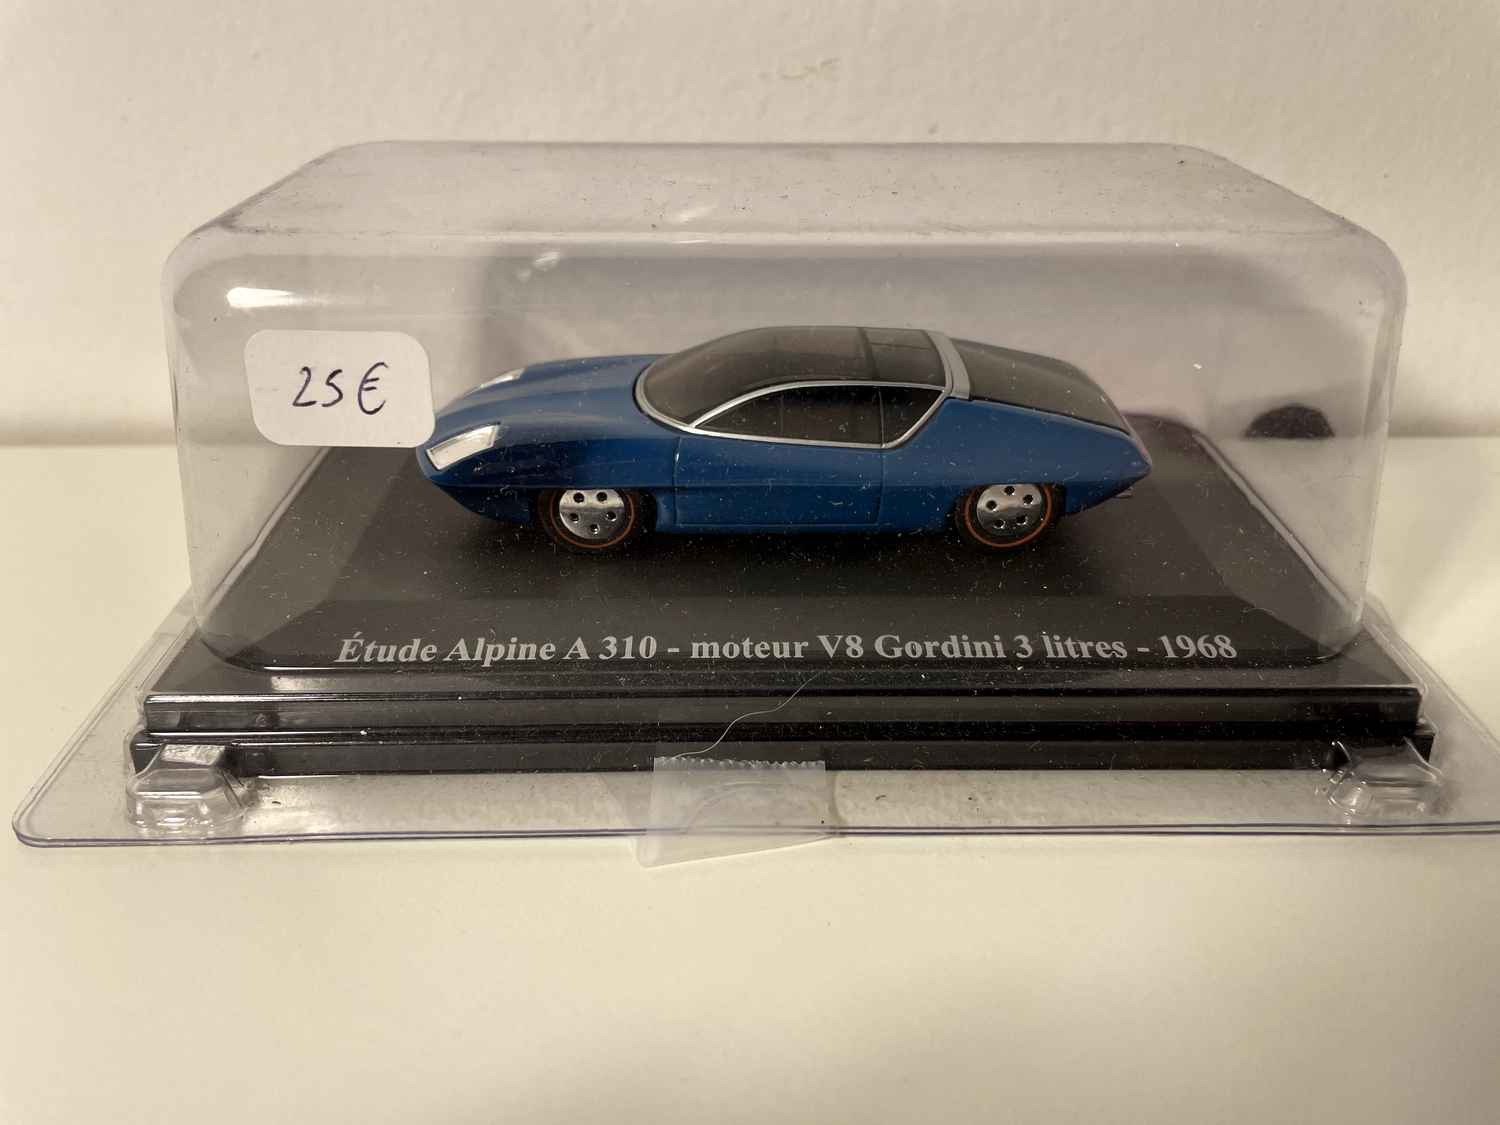 25€
Étude Alpine A 310 - moteur V8 Gordini 3 litres - 1968